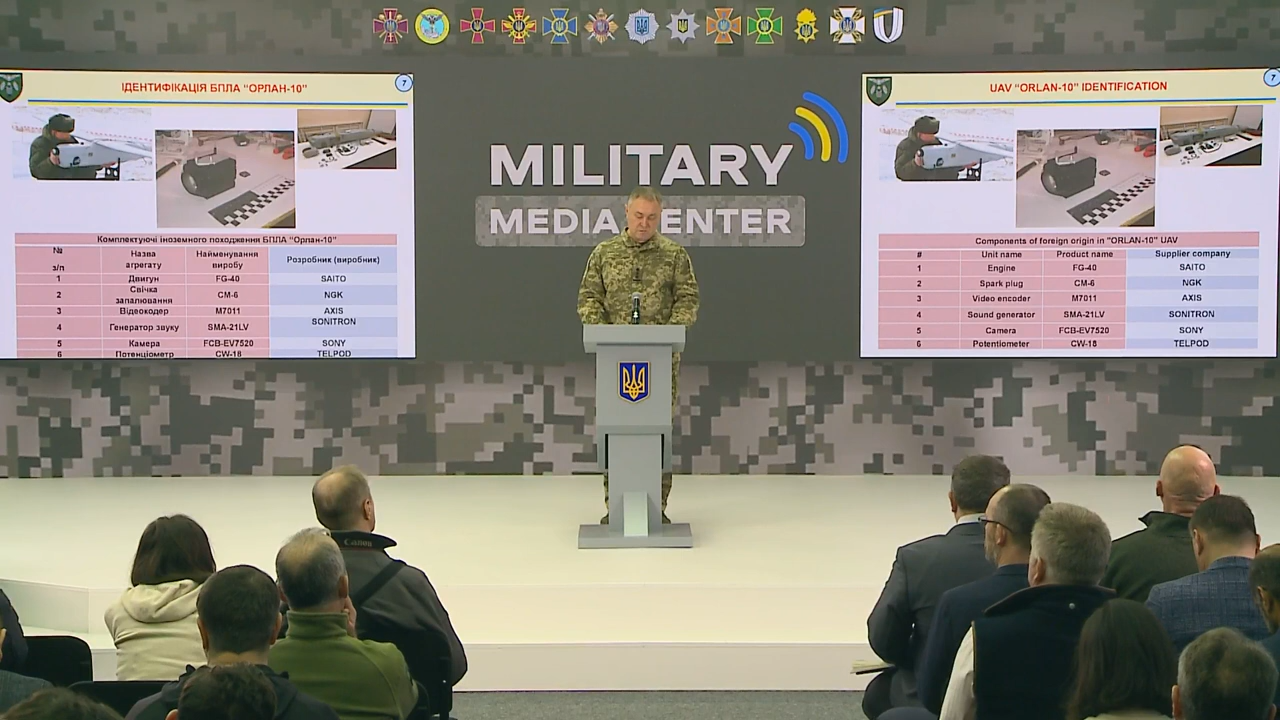 ІДЕНТИФІКАЦІЯ БПЛА “ОРЛАН-10”
7
Комплектуючі іноземного походження БПЛА “Орлан-10”
№ з/п Назва агрегату Найменування виробу Розробник (виробник)
1 Двигун FG-40 SAITO
2 Свічка запалювання CM-6 NGK
3 Відеокодер M7011 AXIS
4 Генератор звуку SMA-21LV SONITRON
5 Камера FCB-EV7520 SONY
6 Потенціометр CW-18 TELPOD
MILITARY
MEDIA CENTER
UAV “ORLAN-10” IDENTIFICATION
7
Components of foreign origin in "ORLAN-10" UAV
# Unit name Product name Supplier company
1 Engine FG-40 SAITO
2 Spark plug CM-6 NGK
3 Video encoder M7011 AXIS
4 Sound generator SMA-21LV SONITRON
5 Camera FCB-EV7520 SONY
6 Potentiometer CW-18 TELPOD